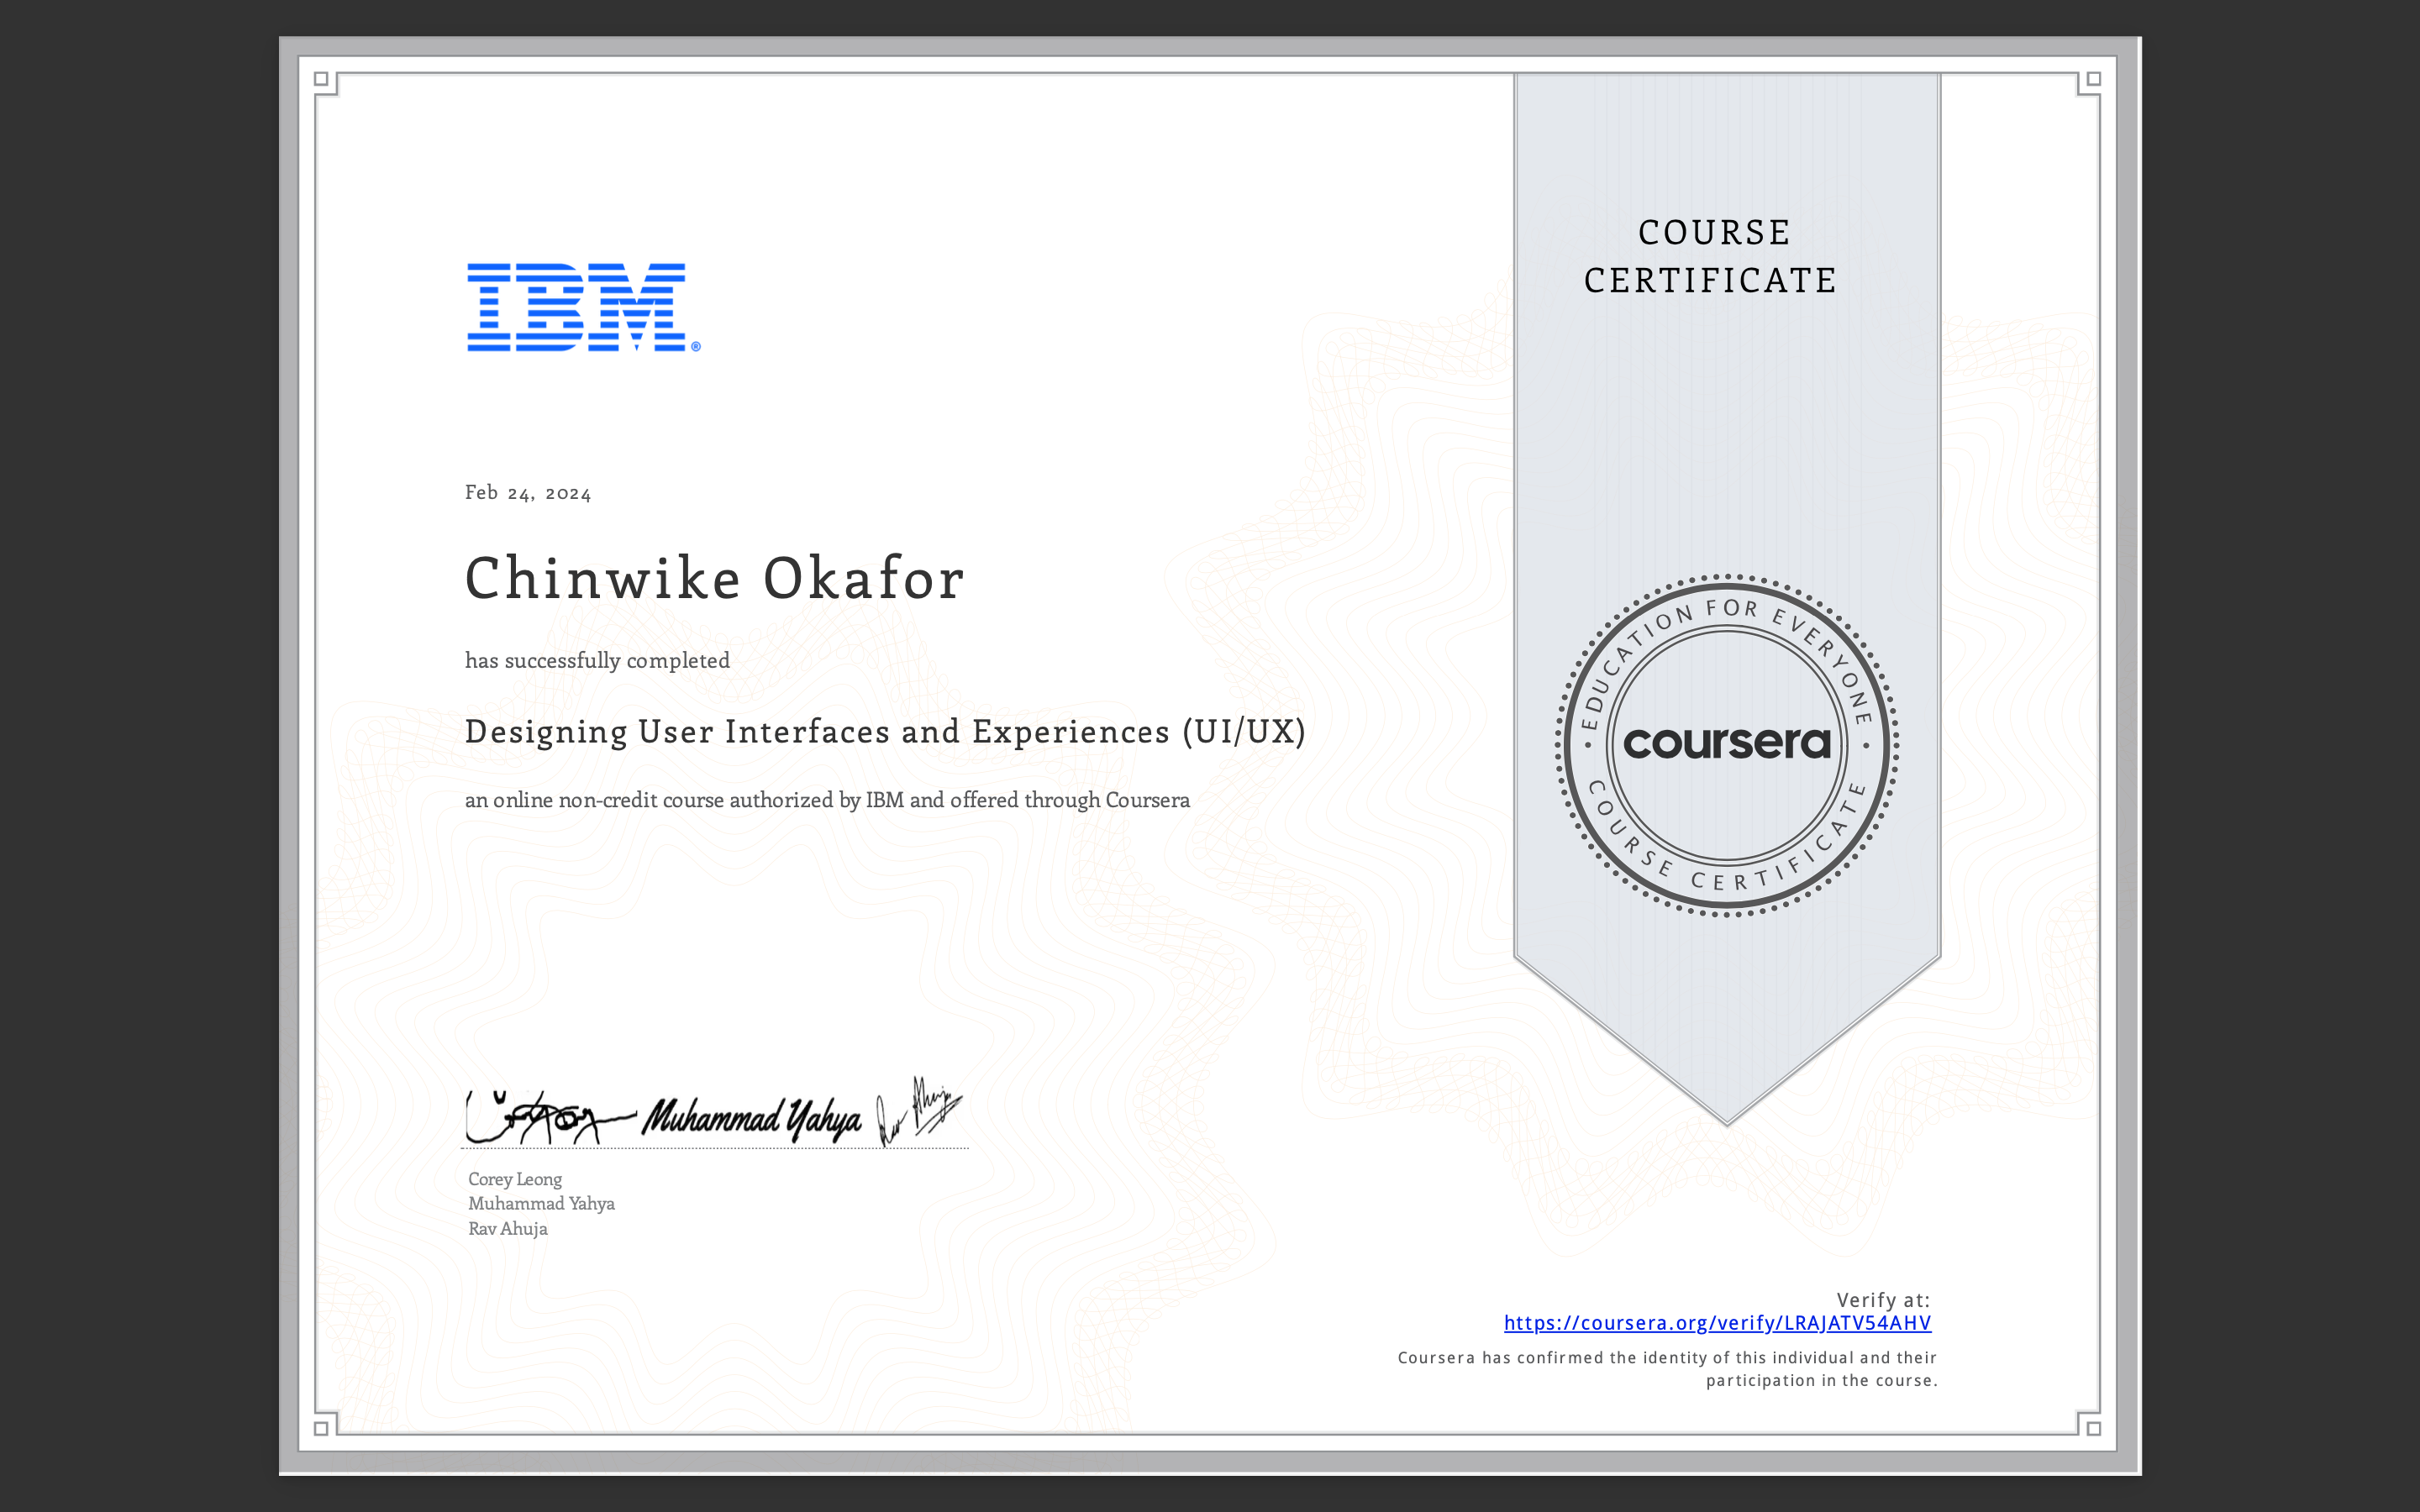 COURSE
CERTIFICATE
IBM®
Feb 24, 2024
Chinwike Okafor
has successfully completed
Designing User Interfaces and Experiences (UI/UX)
an online non-credit course authorized by IBM and offered through Coursera
EDUCATION FOR EVERYONE
coursera
COURSE CERTIFICATE
Muhammad Yahya
Corey Leong
Muhammad Yahya
Rav Ahuja
Verify at:
https://coursera.org/verify/LRAJATV54AHV
Coursera has confirmed the identity of this individual and their
participation in the course.